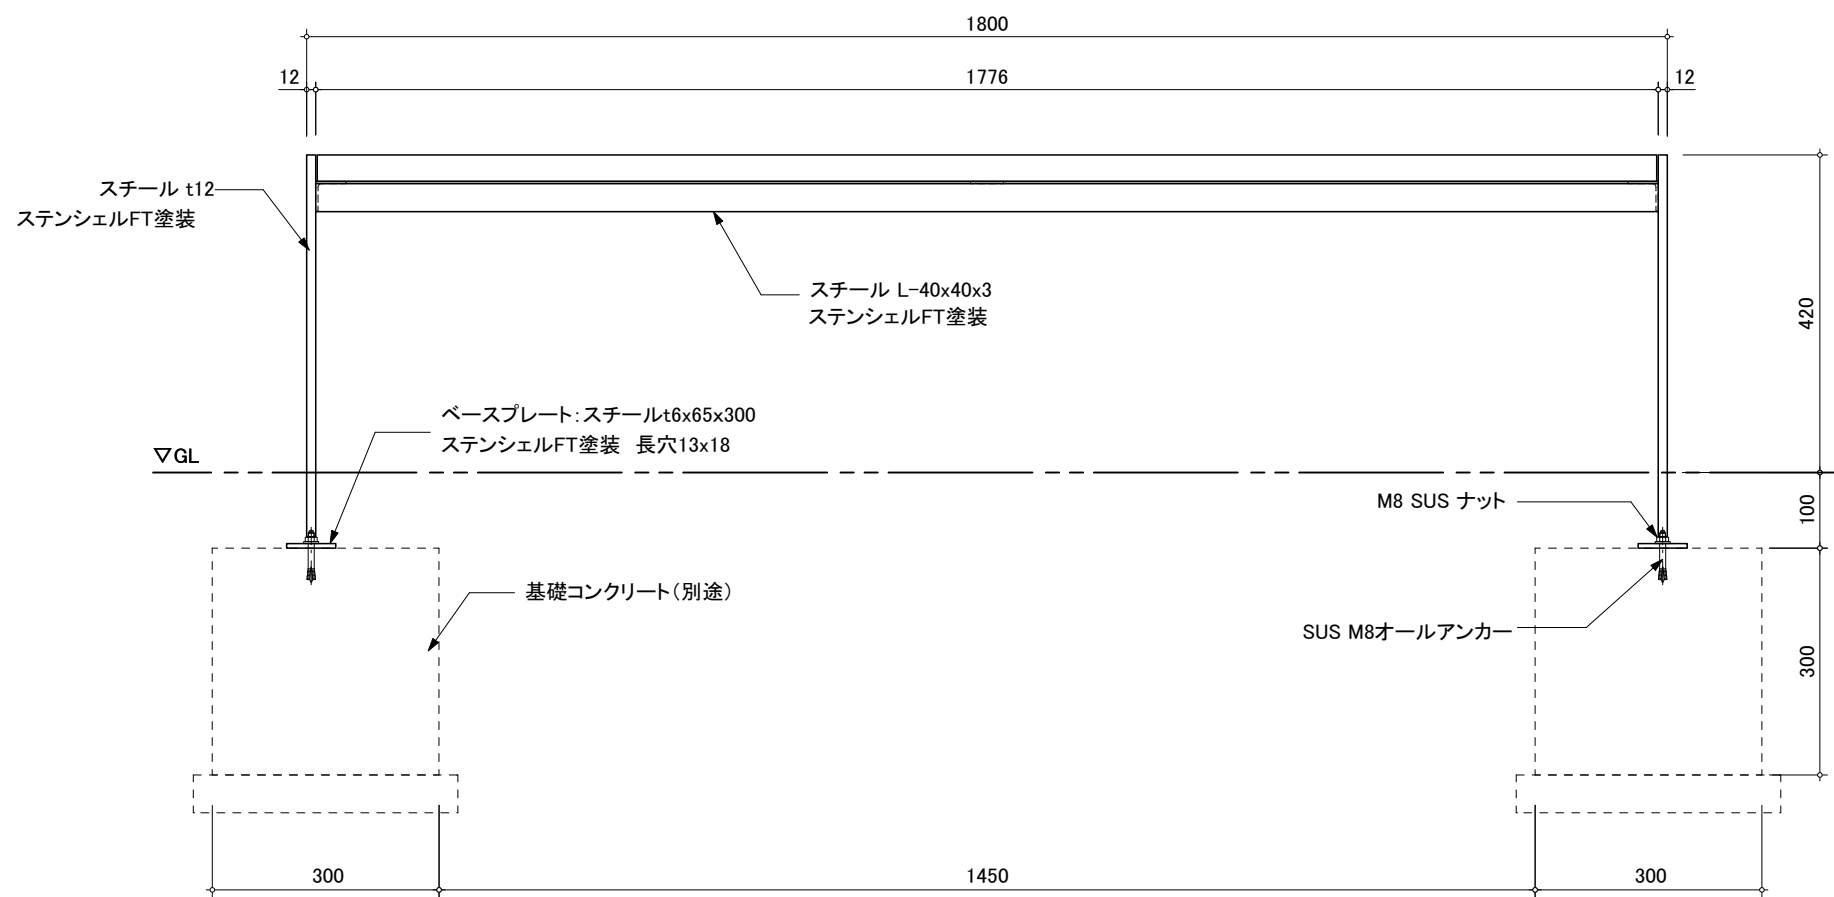 1800
12
1776
12
スチール t12
ステンシェルFT塗装
スチール L-40x40x3
ステンシェルFT塗装
420
ベースプレート：スチールt6x65x300
ステンシェルFT塗装　長穴13x18
▽GL
M8 SUS ナット
100
基礎コンクリート（別途）
SUS M8オールアンカー
300
300
1450
300